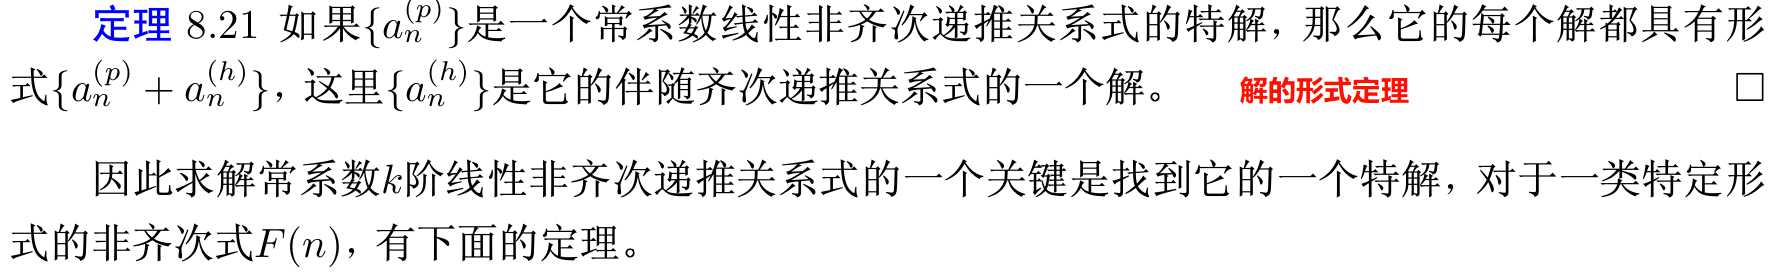 定理 8.21 如果{a_n^{(p)}}是一个常系数线性非齐次递推关系式的特解，那么它的每个解都具有形
式{a_n^{(p)} + a_n^{(h)}}，这里{a_n^{(h)}}是它的伴随齐次递推关系式的一个解。 解的形式定理 □
因此求解常系数k阶线性非齐次递推关系式的一个关键是找到它的一个特解，对于一类特定形
式的非齐次式F(n)，有下面的定理。